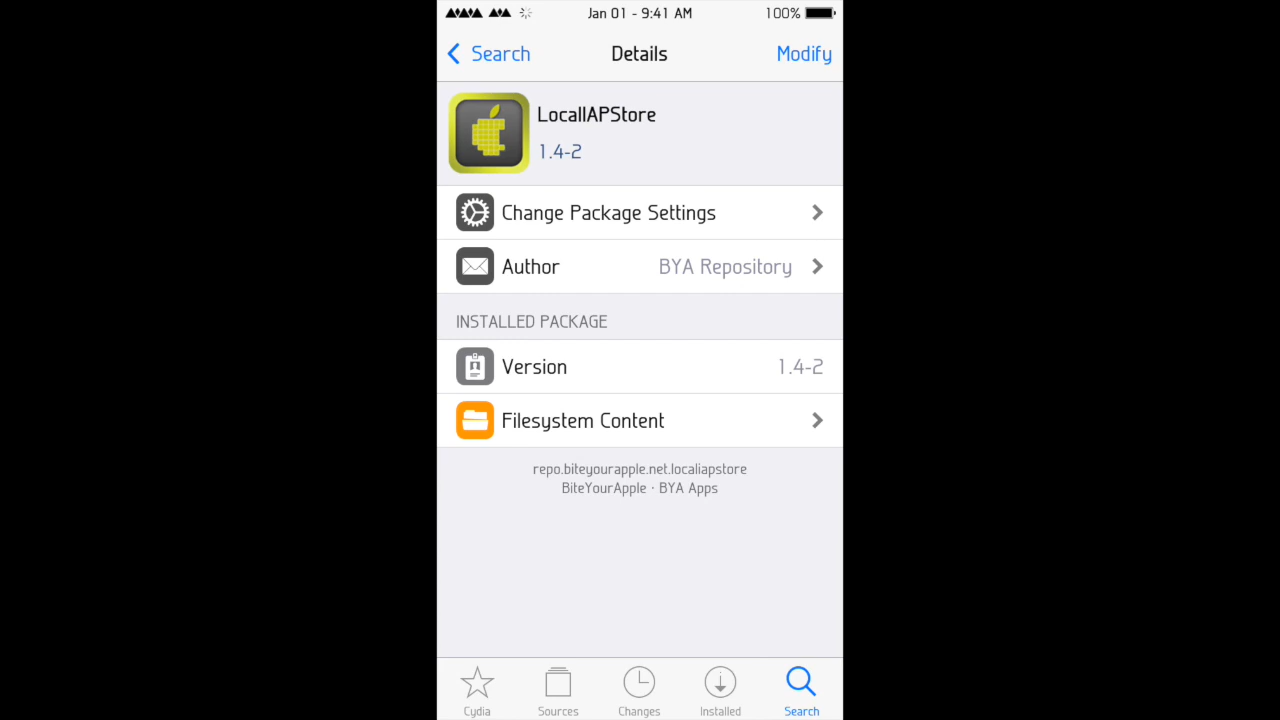 Jan 01 - 9:41 AM 100%
Search Details Modify
LocalIAPStore
1.4-2
Change Package Settings
Author BYA Repository
INSTALLED PACKAGE
Version 1.4-2
Filesystem Content
repo.biteyourapple.net.localiapstore
BiteYourApple · BYA Apps
Cydia Sources Changes Installed Search